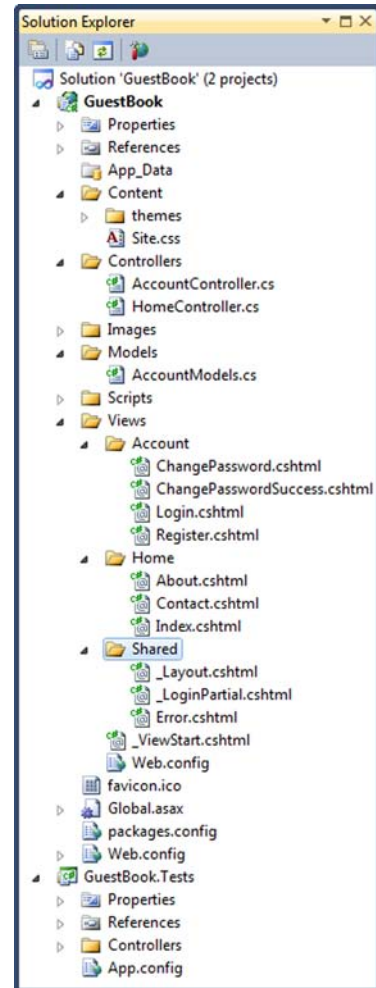 Solution Explorer
Solution 'GuestBook' (2 projects)
GuestBook
Properties
References
App_Data
Content
themes
Site.css
Controllers
AccountController.cs
HomeController.cs
Images
Models
AccountModels.cs
Scripts
Views
Account
ChangePassword.cshtml
ChangePasswordSuccess.cshtml
Login.cshtml
Register.cshtml
Home
About.cshtml
Contact.cshtml
Index.cshtml
Shared
_Layout.cshtml
_LoginPartial.cshtml
Error.cshtml
_ViewStart.cshtml
Web.config
favicon.ico
Global.asax
packages.config
Web.config
GuestBook.Tests
Properties
References
Controllers
App.config